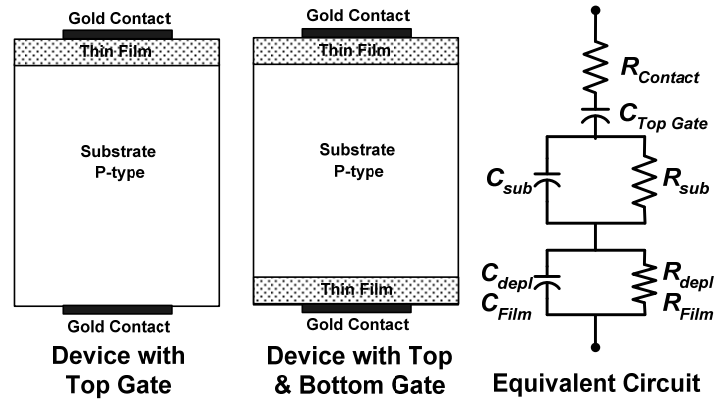 Gold Contact
Thin Film
Substrate
P-type
Gold Contact
Device with
Top Gate
Gold Contact
Thin Film
Substrate
P-type
Thin Film
Gold Contact
Device with Top
& Bottom Gate
R_Contact
C_Top Gate
C_sub
R_sub
C_depl
C_Film
R_depl
R_Film
Equivalent Circuit